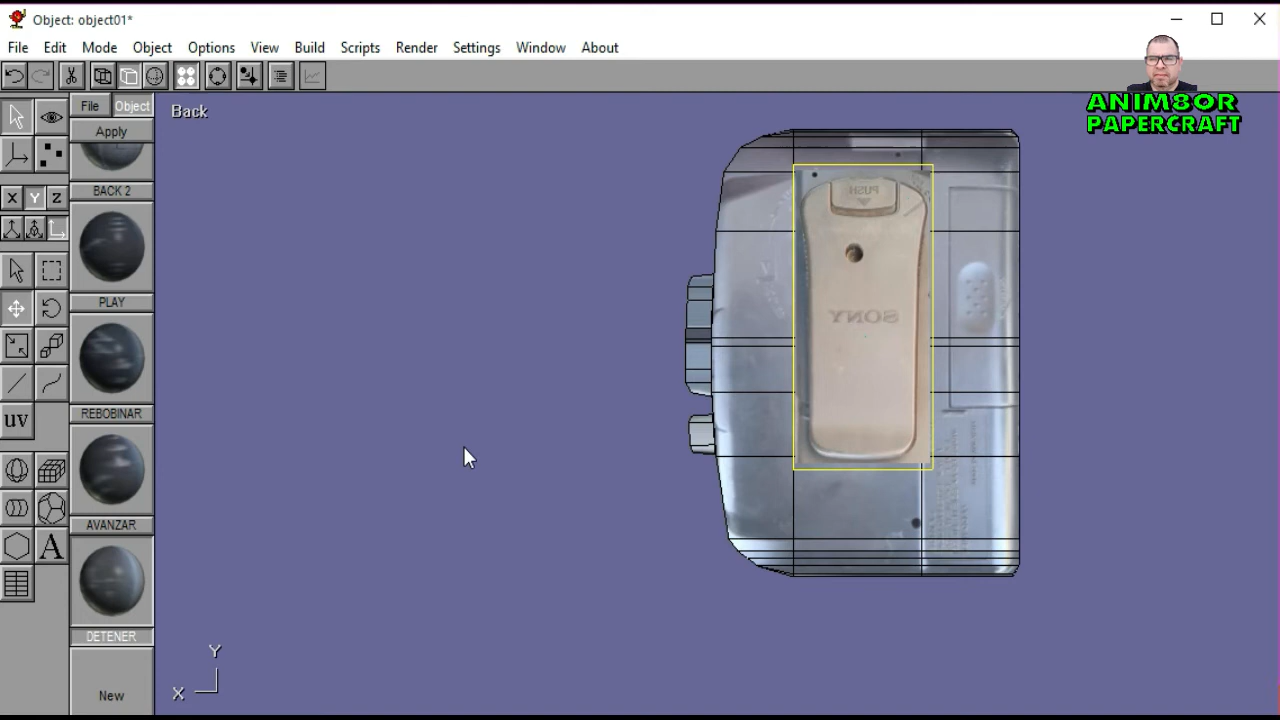 Object: object01*
File Edit Mode Object Options View Build Scripts Render Settings Window About
ANIM8OR
PAPERCRAFT
File Object
Back
Apply
BACK 2
PUSH
X Y Z
PLAY
SONY
REBOBINAR
uv
AVANZAR
A
DETENER
Y
New
X